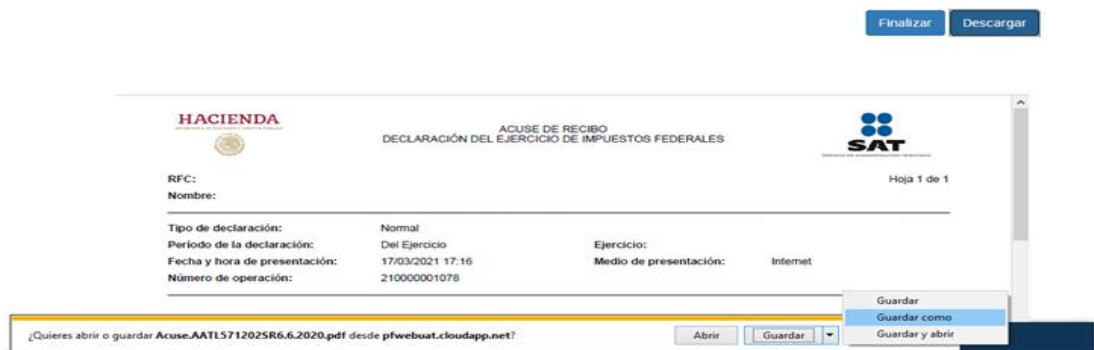 Finalizar Descargar
HACIENDA
ACUSE DE RECIBO
DECLARACIÓN DEL EJERCICIO DE IMPUESTOS FEDERALES
SAT
RFC: Hoja 1 de 1
Nombre:
Tipo de declaración: Normal
Período de la declaración: Del Ejercicio Ejercicio:
Fecha y hora de presentación: 17/03/2021 17:16 Medio de presentación: Internet
Número de operación: 210000001078
Guardar
Guardar como
Guardar y abrir
¿Quieres abrir o guardar Acuse.AATL571202SR6.6.2020.pdf desde pfwebuat.cloudapp.net? Abrir Guardar